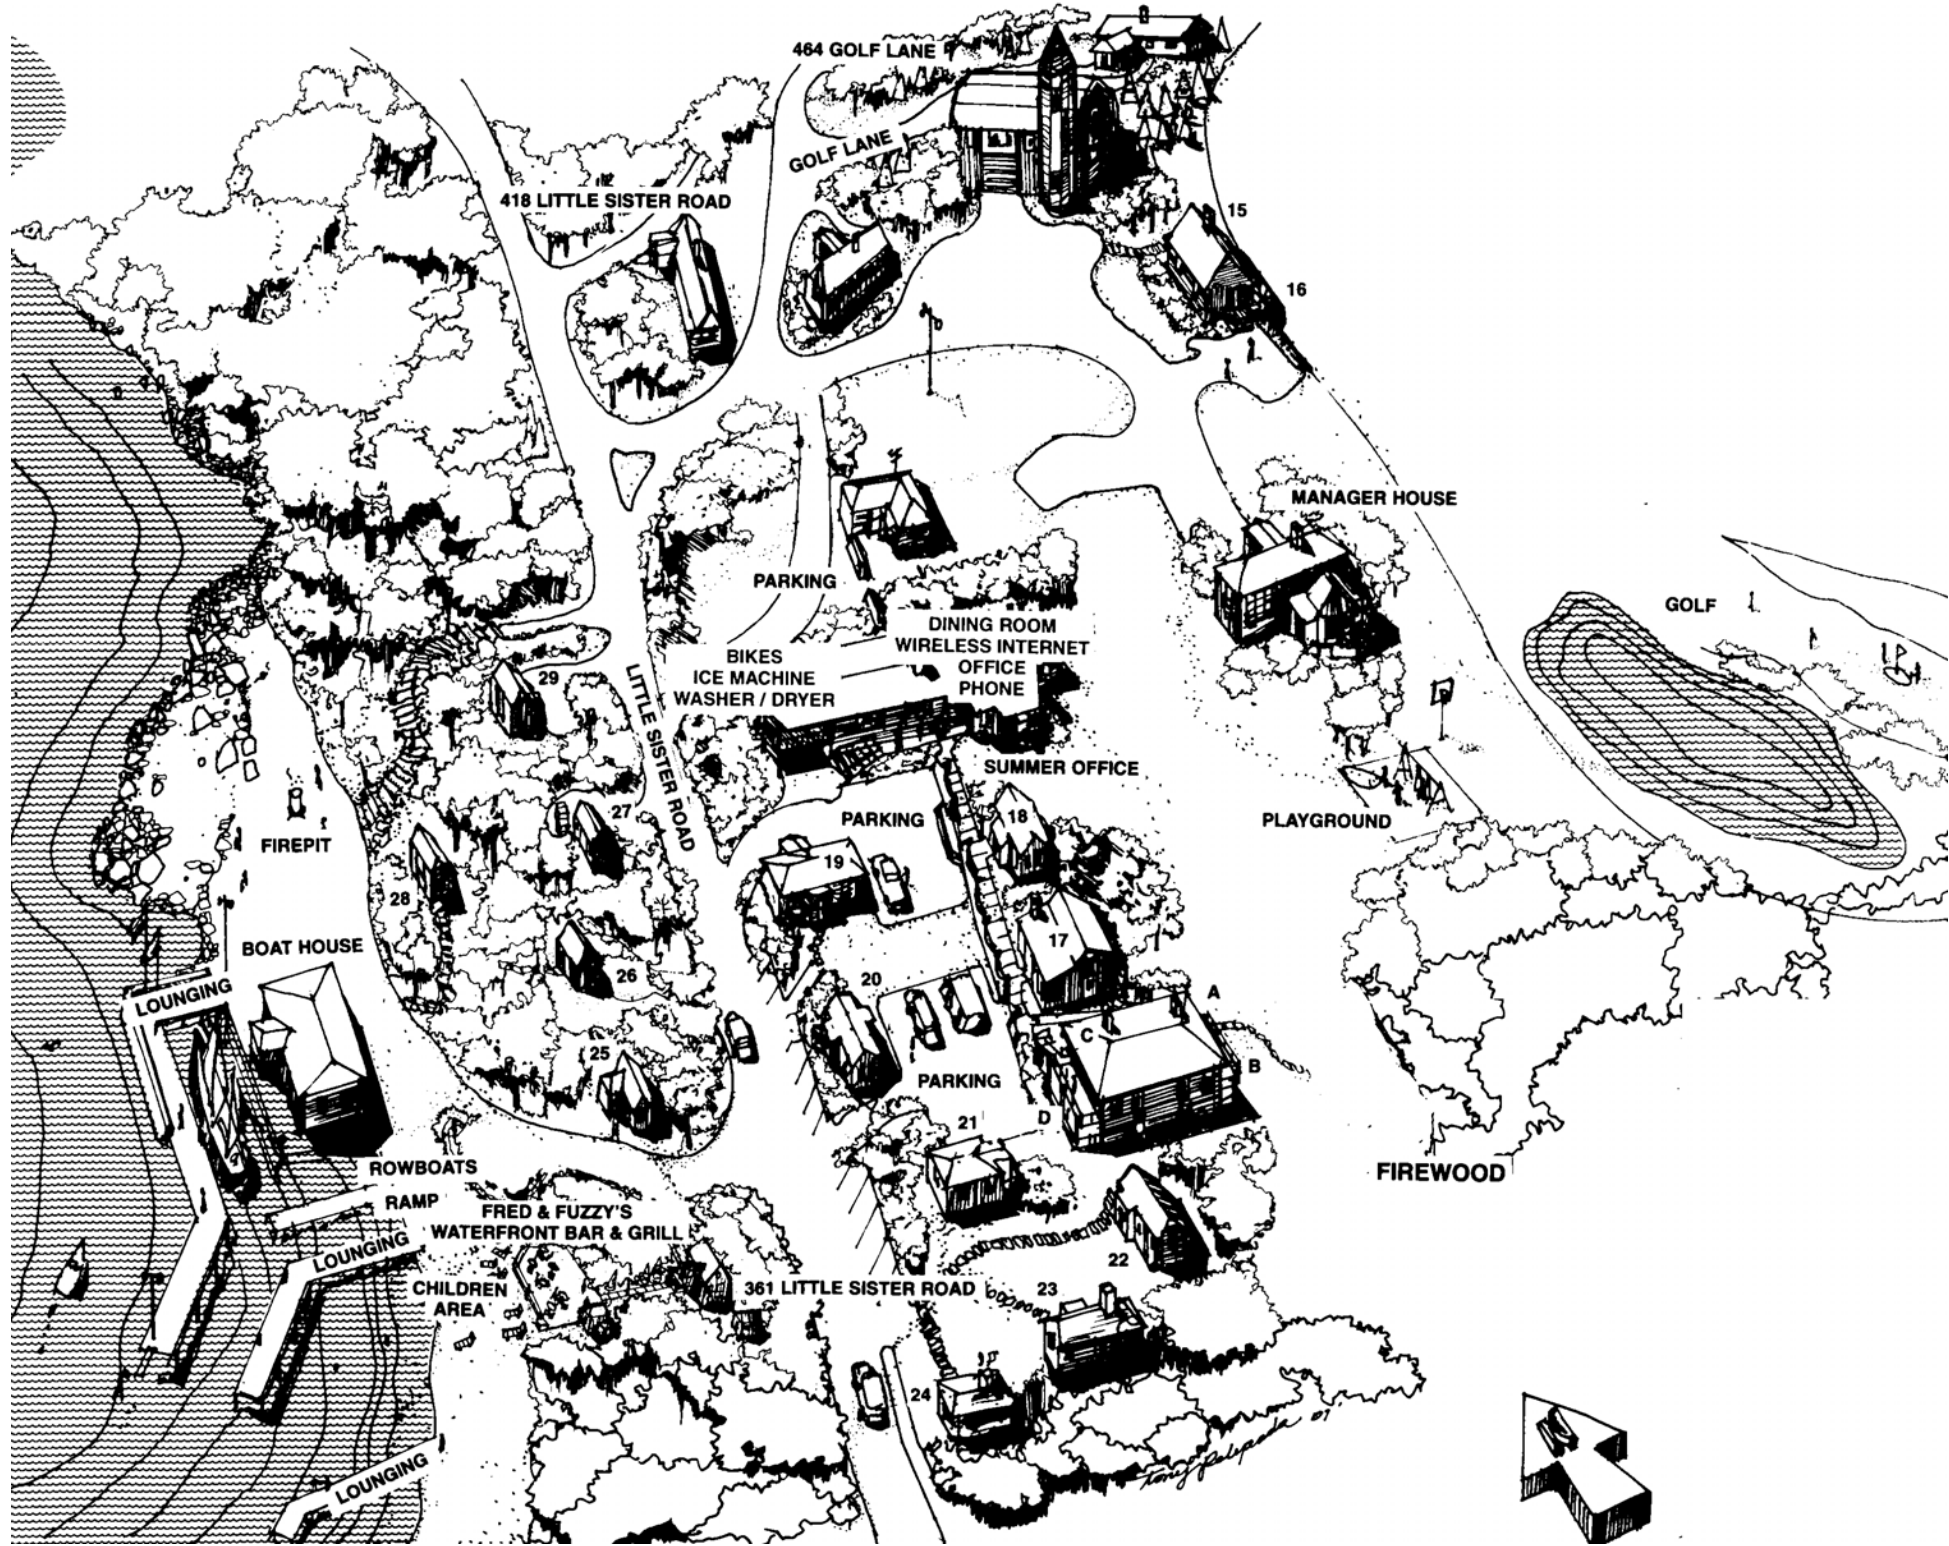 464 GOLF LANE
GOLF LANE
418 LITTLE SISTER ROAD
15
16
MANAGER HOUSE
PARKING
GOLF
DINING ROOM
WIRELESS INTERNET
OFFICE
PHONE
BIKES
ICE MACHINE
WASHER / DRYER
29
LITTLE SISTER ROAD
SUMMER OFFICE
27
PARKING
18
PLAYGROUND
FIREPIT
19
28
17
BOAT HOUSE
26
20
LOUNGING
A
C
25
B
PARKING
D
21
ROWBOATS
RAMP
FIREWOOD
FRED & FUZZY'S
WATERFRONT BAR & GRILL
LOUNGING
22
CHILDREN
AREA
361 LITTLE SISTER ROAD
23
24
LOUNGING